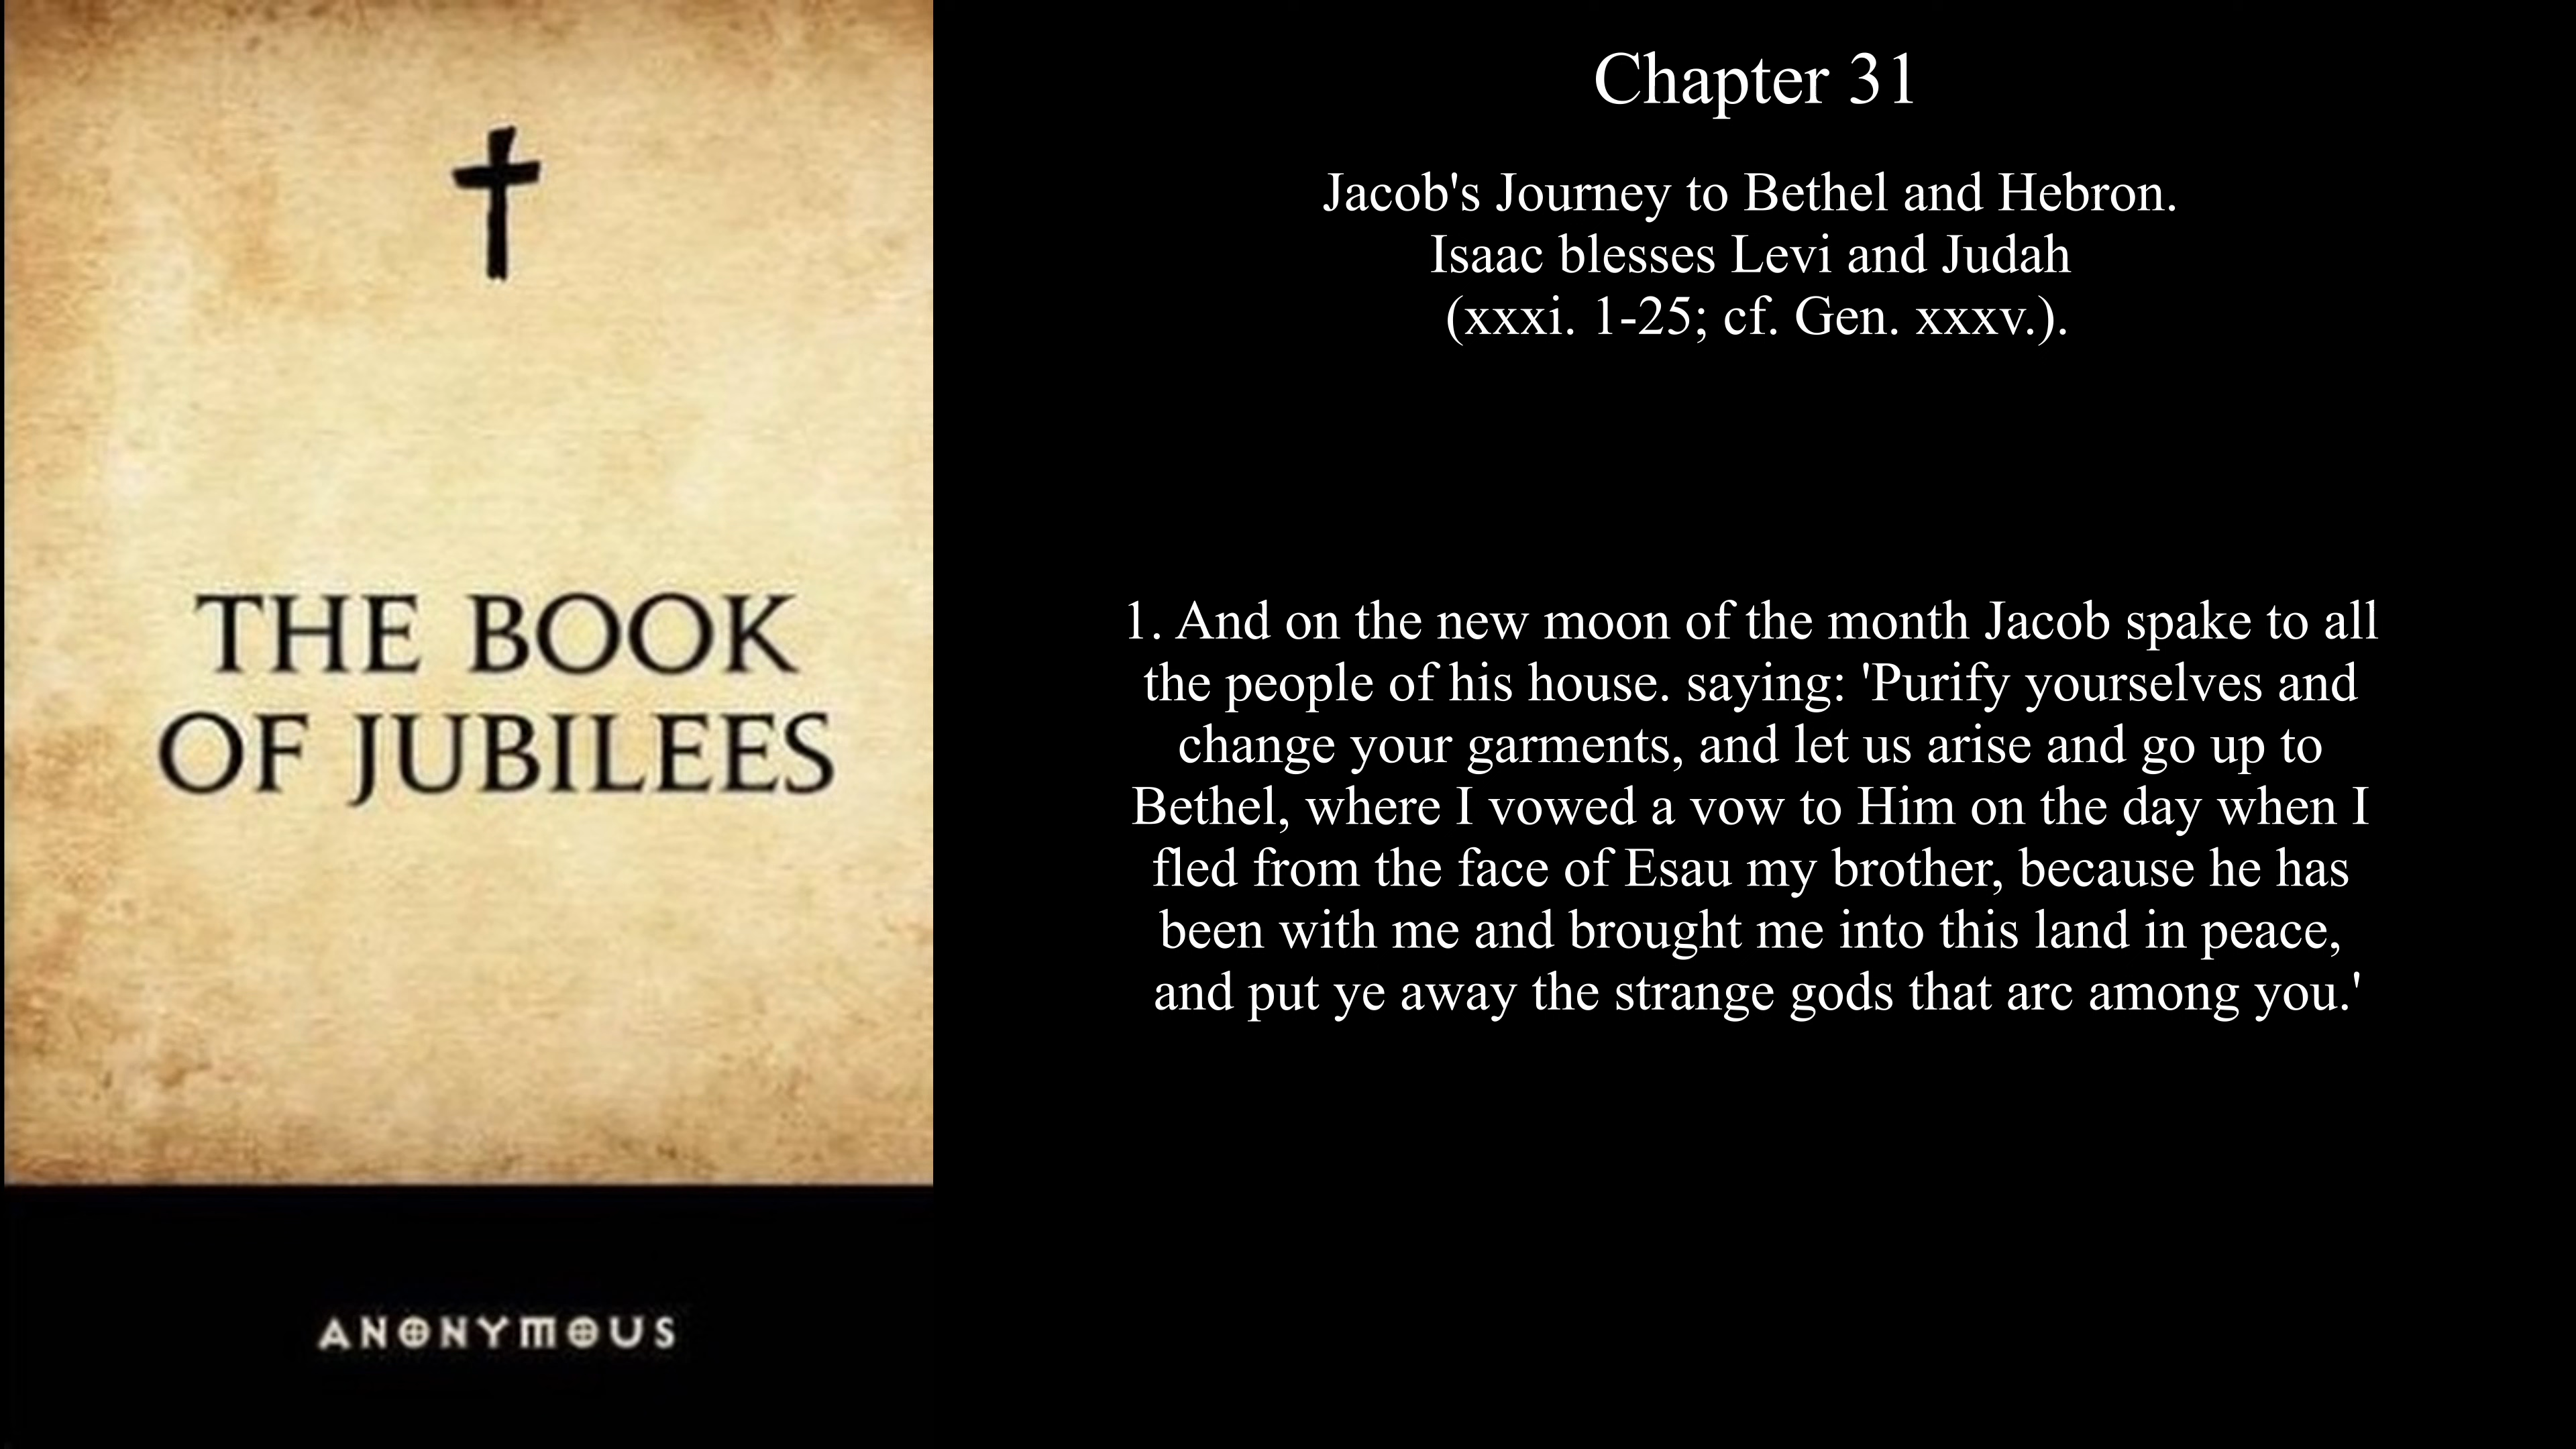 THE BOOK
OF JUBILEES
ANONYMOUS
Chapter 31
Jacob's Journey to Bethel and Hebron.
Isaac blesses Levi and Judah
(xxxi. 1-25; cf. Gen. xxxv.).
1. And on the new moon of the month Jacob spake to all
the people of his house. saying: 'Purify yourselves and
change your garments, and let us arise and go up to
Bethel, where I vowed a vow to Him on the day when I
fled from the face of Esau my brother, because he has
been with me and brought me into this land in peace,
and put ye away the strange gods that arc among you.'